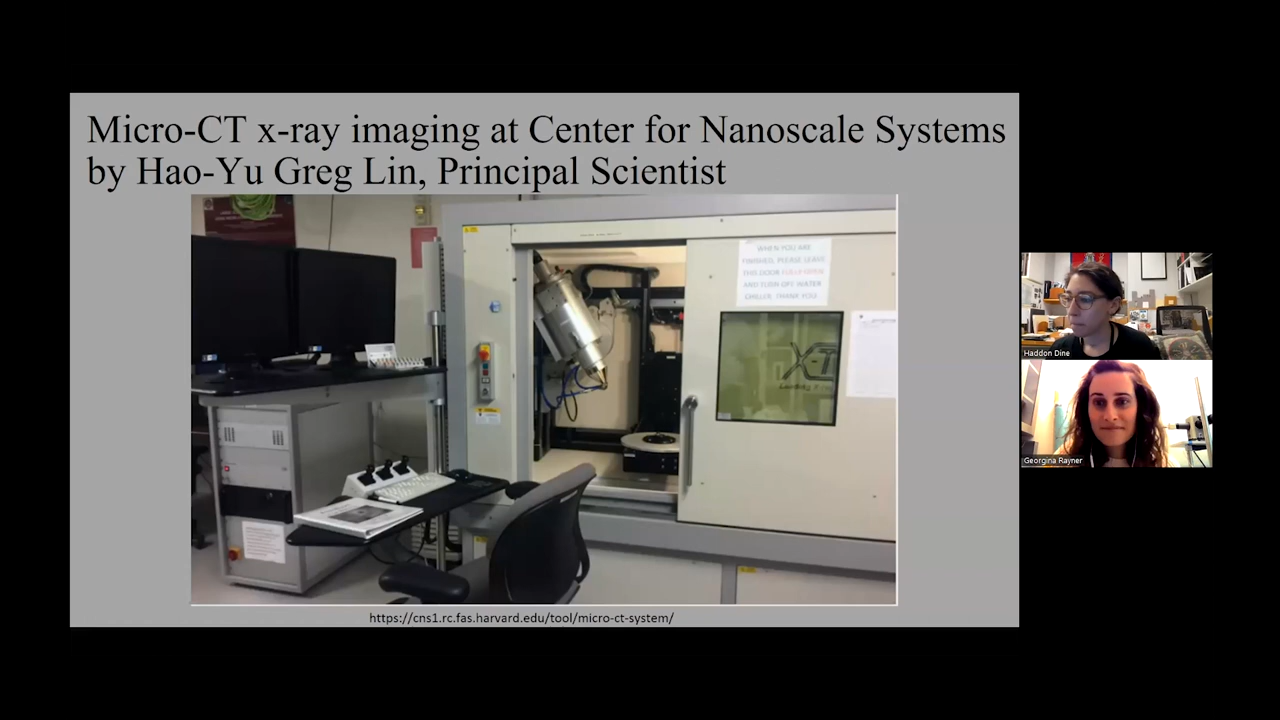 Micro-CT x-ray imaging at Center for Nanoscale Systems
by Hao-Yu Greg Lin, Principal Scientist
WHEN YOU ARE
FINISHED, PLEASE LEAVE
THIS DOOR FULLY OPEN
AND TURN OFF WATER
CHILLER, THANK YOU!
X-T
https://cns1.rc.fas.harvard.edu/tool/micro-ct-system/
Haddon Dine
Georgina Rayner